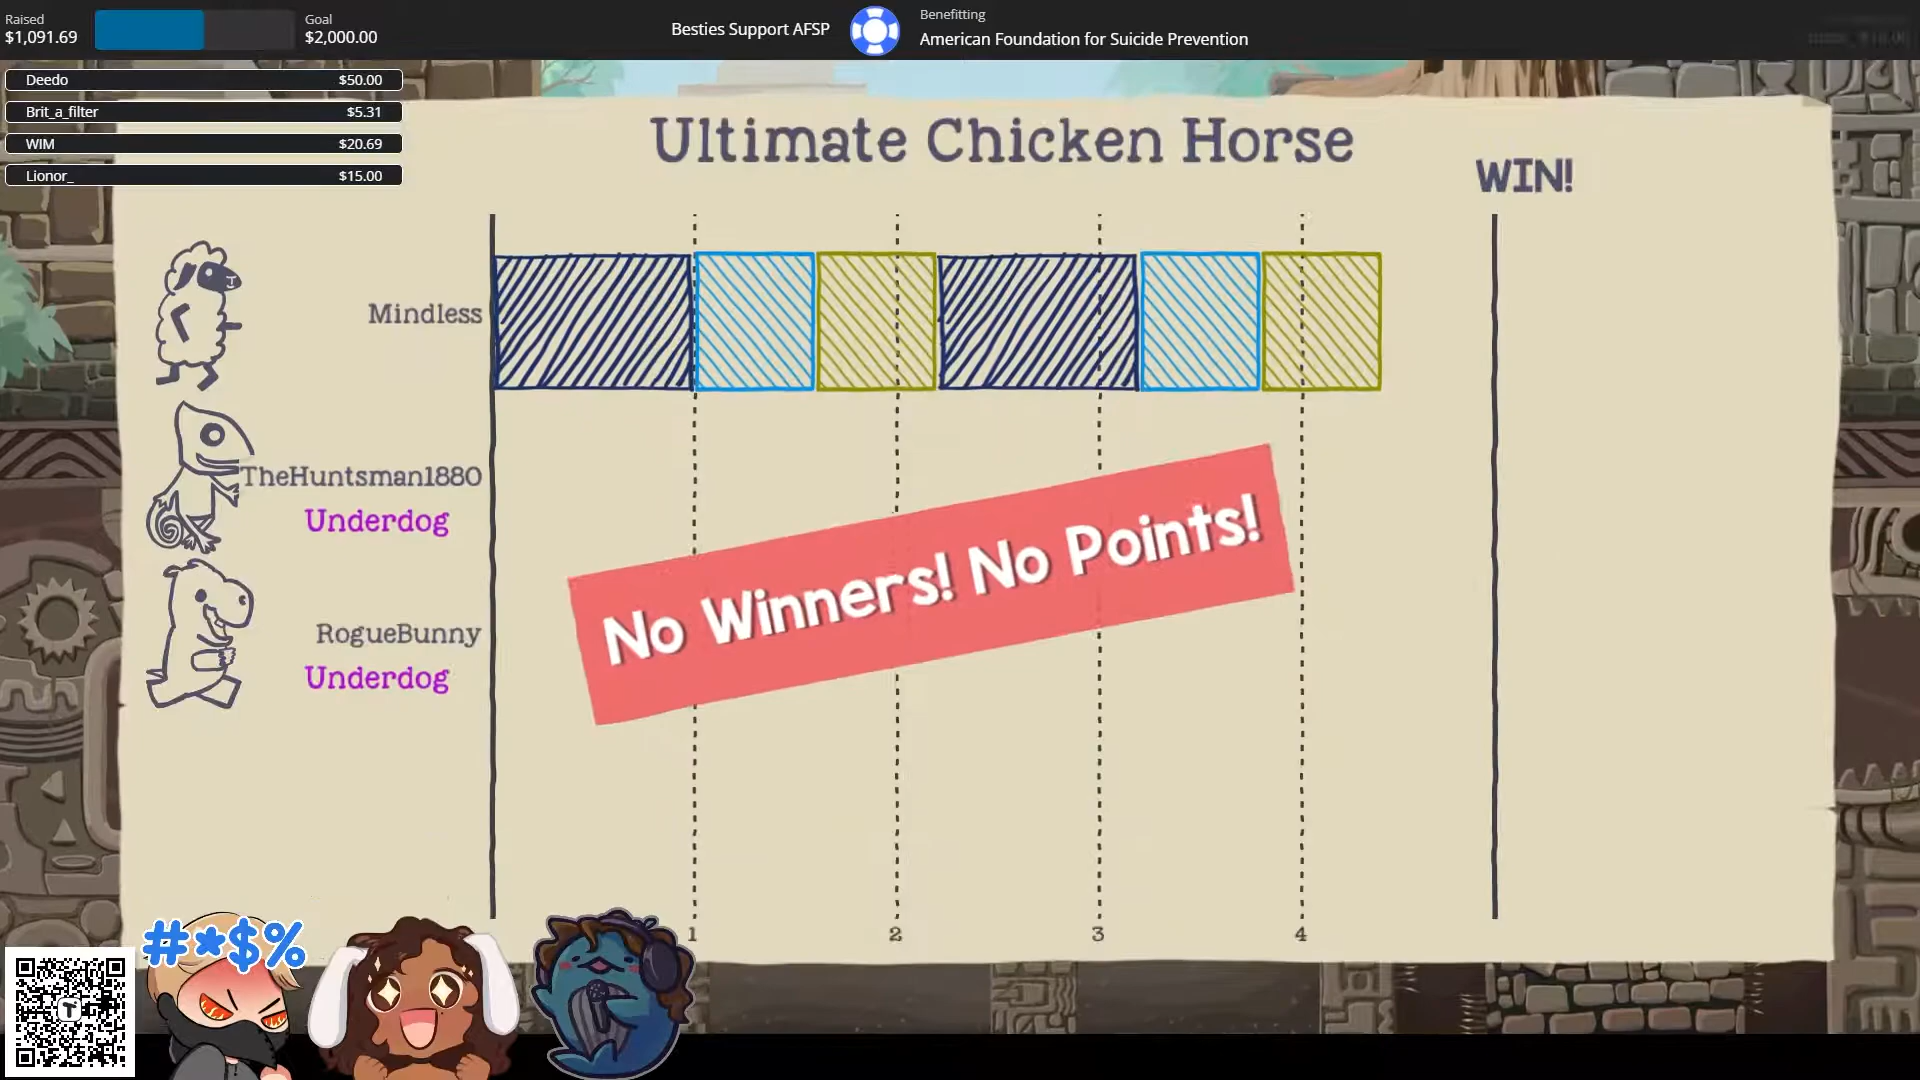 Raised
$1,091.69
Goal
$2,000.00
Besties Support AFSP
Benefitting
American Foundation for Suicide Prevention
Deedo $50.00
Brit_a_filter $5.31
WIM $20.69
Lionor_ $15.00
Ultimate Chicken Horse
WIN!
Mindless
TheHuntsman1880
Underdog
RogueBunny
Underdog
No Winners! No Points!
1 2 3 4
#*$%
T